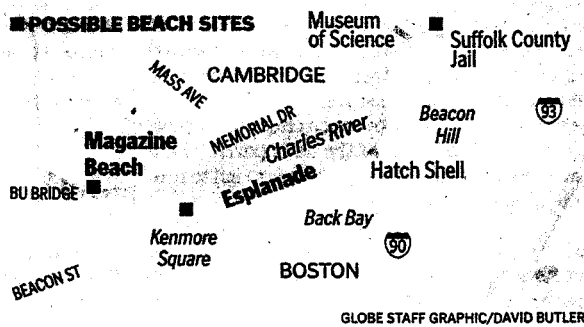 POSSIBLE BEACH SITES
Museum
of Science
Suffolk County
Jail
MASS AVE
CAMBRIDGE
MEMORIAL DR
Charles River
Beacon
Hill
93
Magazine
Beach
Esplanade
Hatch Shell
BU BRIDGE
Kenmore
Square
Back Bay
90
BEACON ST
BOSTON
GLOBE STAFF GRAPHIC/DAVID BUTLER